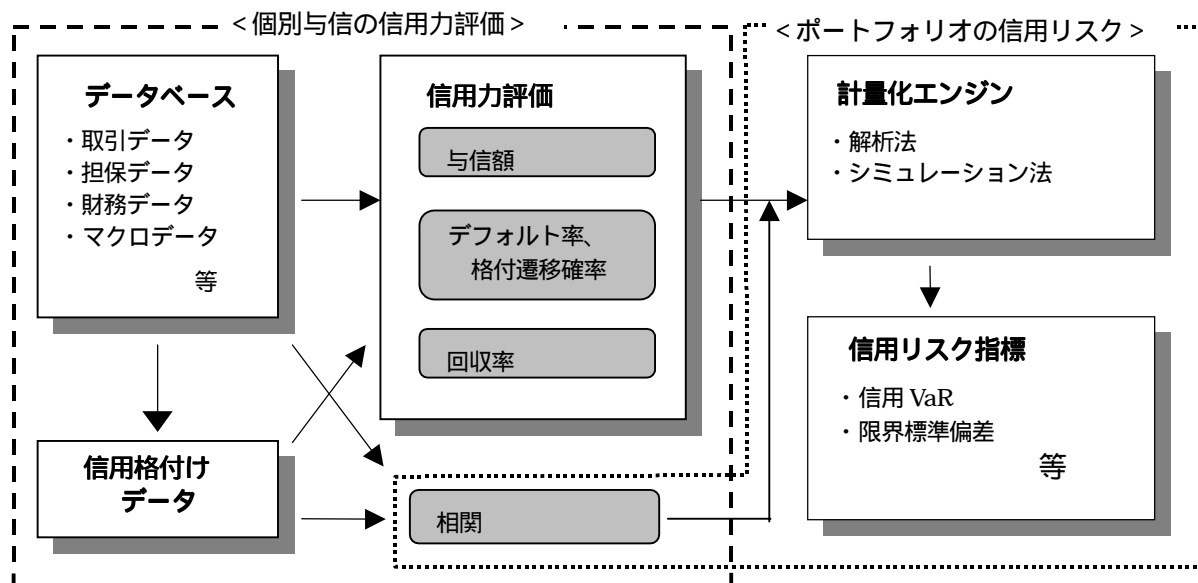 ＜個別与信の信用力評価＞
＜ポートフォリオの信用リスク＞
データベース
・取引データ
・担保データ
・財務データ
・マクロデータ
等
信用格付け
データ
信用力評価
与信額
デフォルト率、
格付遷移確率
回収率
相関
計量化エンジン
・解析法
・シミュレーション法
信用リスク指標
・信用 VaR
・限界標準偏差
等